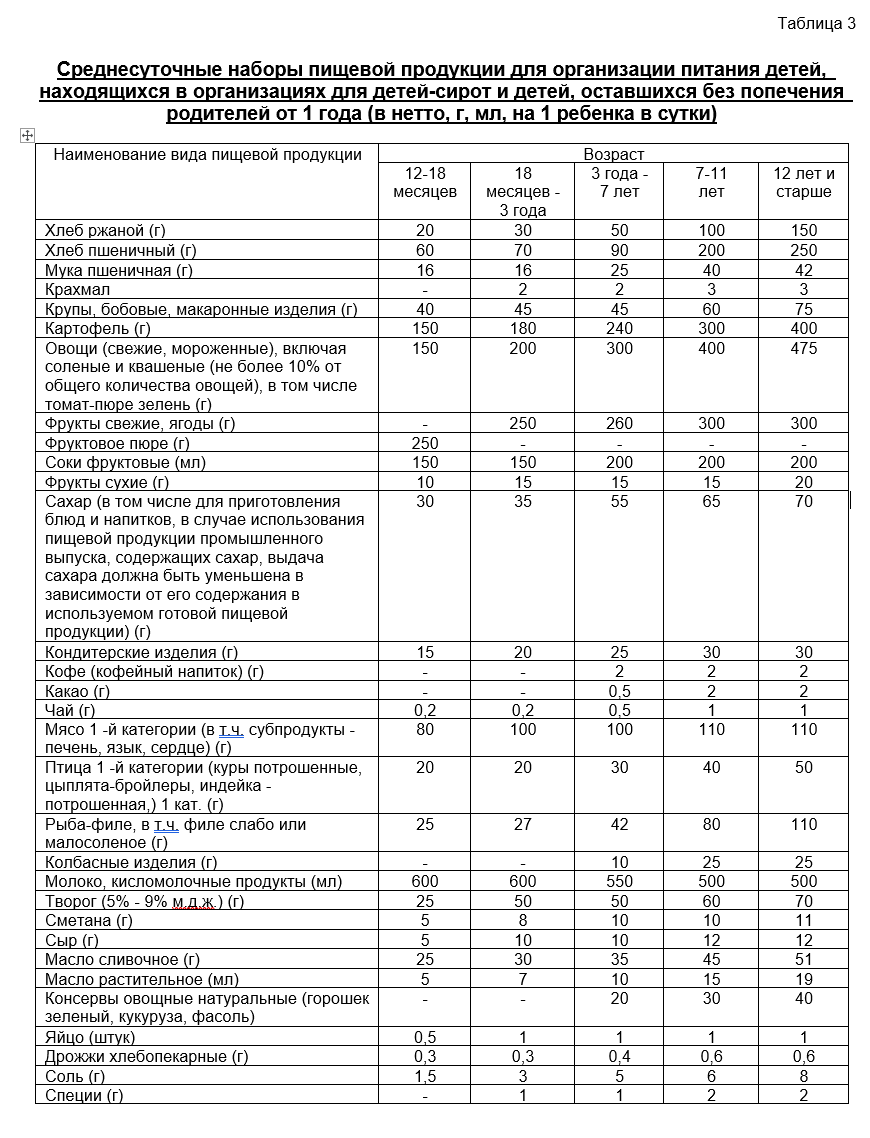 Таблица 3
Среднесуточные наборы пищевой продукции для организации питания детей,
находящихся в организациях для детей-сирот и детей, оставшихся без попечения
родителей от 1 года (в нетто, г, мл, на 1 ребенка в сутки)
Наименование вида пищевой продукции Возраст
12-18 18 3 года - 7-11 12 лет и
месяцев месяцев - 7 лет лет старше
3 года
Хлеб ржаной (г) 20 30 50 100 150
Хлеб пшеничный (г) 60 70 90 200 250
Мука пшеничная (г) 16 16 25 40 42
Крахмал - 2 2 3 3
Крупы, бобовые, макаронные изделия (г) 40 45 45 60 75
Картофель (г) 150 180 240 300 400
Овощи (свежие, мороженные), включая 150 200 300 400 475
соленые и квашеные (не более 10% от
общего количества овощей), в том числе
томат-пюре зелень (г)
Фрукты свежие, ягоды (г) - 250 260 300 300
Фруктовое пюре (г) 250 - - - -
Соки фруктовые (мл) 150 150 200 200 200
Фрукты сухие (г) 10 15 15 15 20
Сахар (в том числе для приготовления 30 35 55 65 70
блюд и напитков, в случае использования
пищевой продукции промышленного
выпуска, содержащих сахар, выдача
сахара должна быть уменьшена в
зависимости от его содержания в
используемом готовой пищевой
продукции) (г)
Кондитерские изделия (г) 15 20 25 30 30
Кофе (кофейный напиток) (г) - - 2 2 2
Какао (г) - - 0,5 2 2
Чай (г) 0,2 0,2 0,5 1 1
Мясо 1 -й категории (в т.ч. субпродукты - 80 100 100 110 110
печень, язык, сердце) (г)
Птица 1 -й категории (куры потрошенные, 20 20 30 40 50
цыплята-бройлеры, индейка -
потрошенная,) 1 кат. (г)
Рыба-филе, в т.ч. филе слабо или 25 27 42 80 110
малосоленое (г)
Колбасные изделия (г) - - 10 25 25
Молоко, кисломолочные продукты (мл) 600 600 550 500 500
Творог (5% - 9% м.д.ж.) (г) 25 50 50 60 70
Сметана (г) 5 8 10 10 11
Сыр (г) 5 10 10 12 12
Масло сливочное (г) 25 30 35 45 51
Масло растительное (мл) 5 7 10 15 19
Консервы овощные натуральные (горошек - - 20 30 40
зеленый, кукуруза, фасоль)
Яйцо (штук) 0,5 1 1 1 1
Дрожжи хлебопекарные (г) 0,3 0,3 0,4 0,6 0,6
Соль (г) 1,5 3 5 6 8
Специи (г) - 1 1 2 2